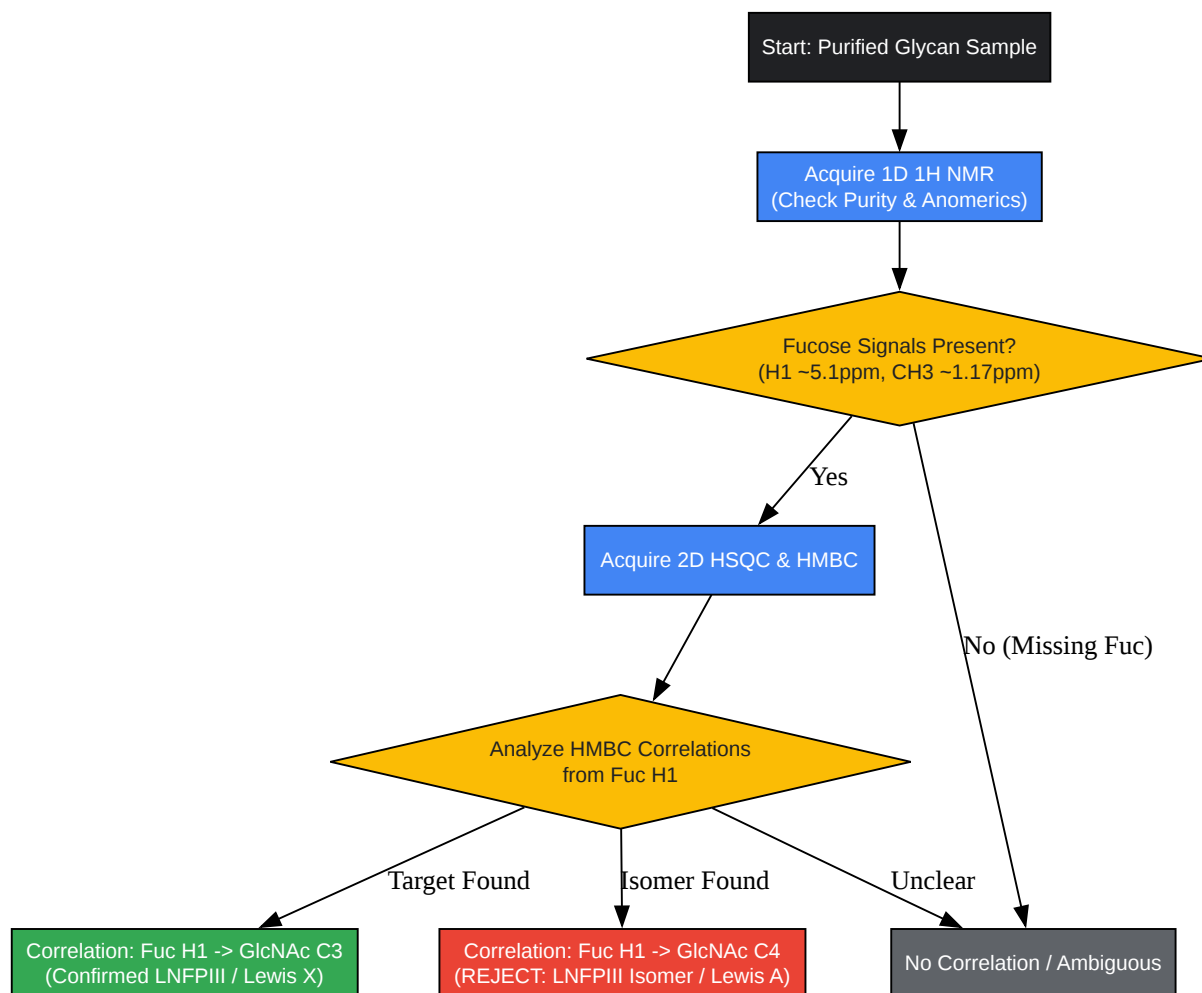 Start: Purified Glycan Sample
Acquire 1D 1H NMR
(Check Purity & Anomerics)
Fucose Signals Present?
(H1 ~5.1ppm, CH3 ~1.17ppm)
Yes
Acquire 2D HSQC & HMBC
No (Missing Fuc)
Analyze HMBC Correlations
from Fuc H1
Target Found
Isomer Found
Unclear
Correlation: Fuc H1 -> GlcNAc C3
(Confirmed LNFPIII / Lewis X)
Correlation: Fuc H1 -> GlcNAc C4
(REJECT: LNFPIII Isomer / Lewis A)
No Correlation / Ambiguous